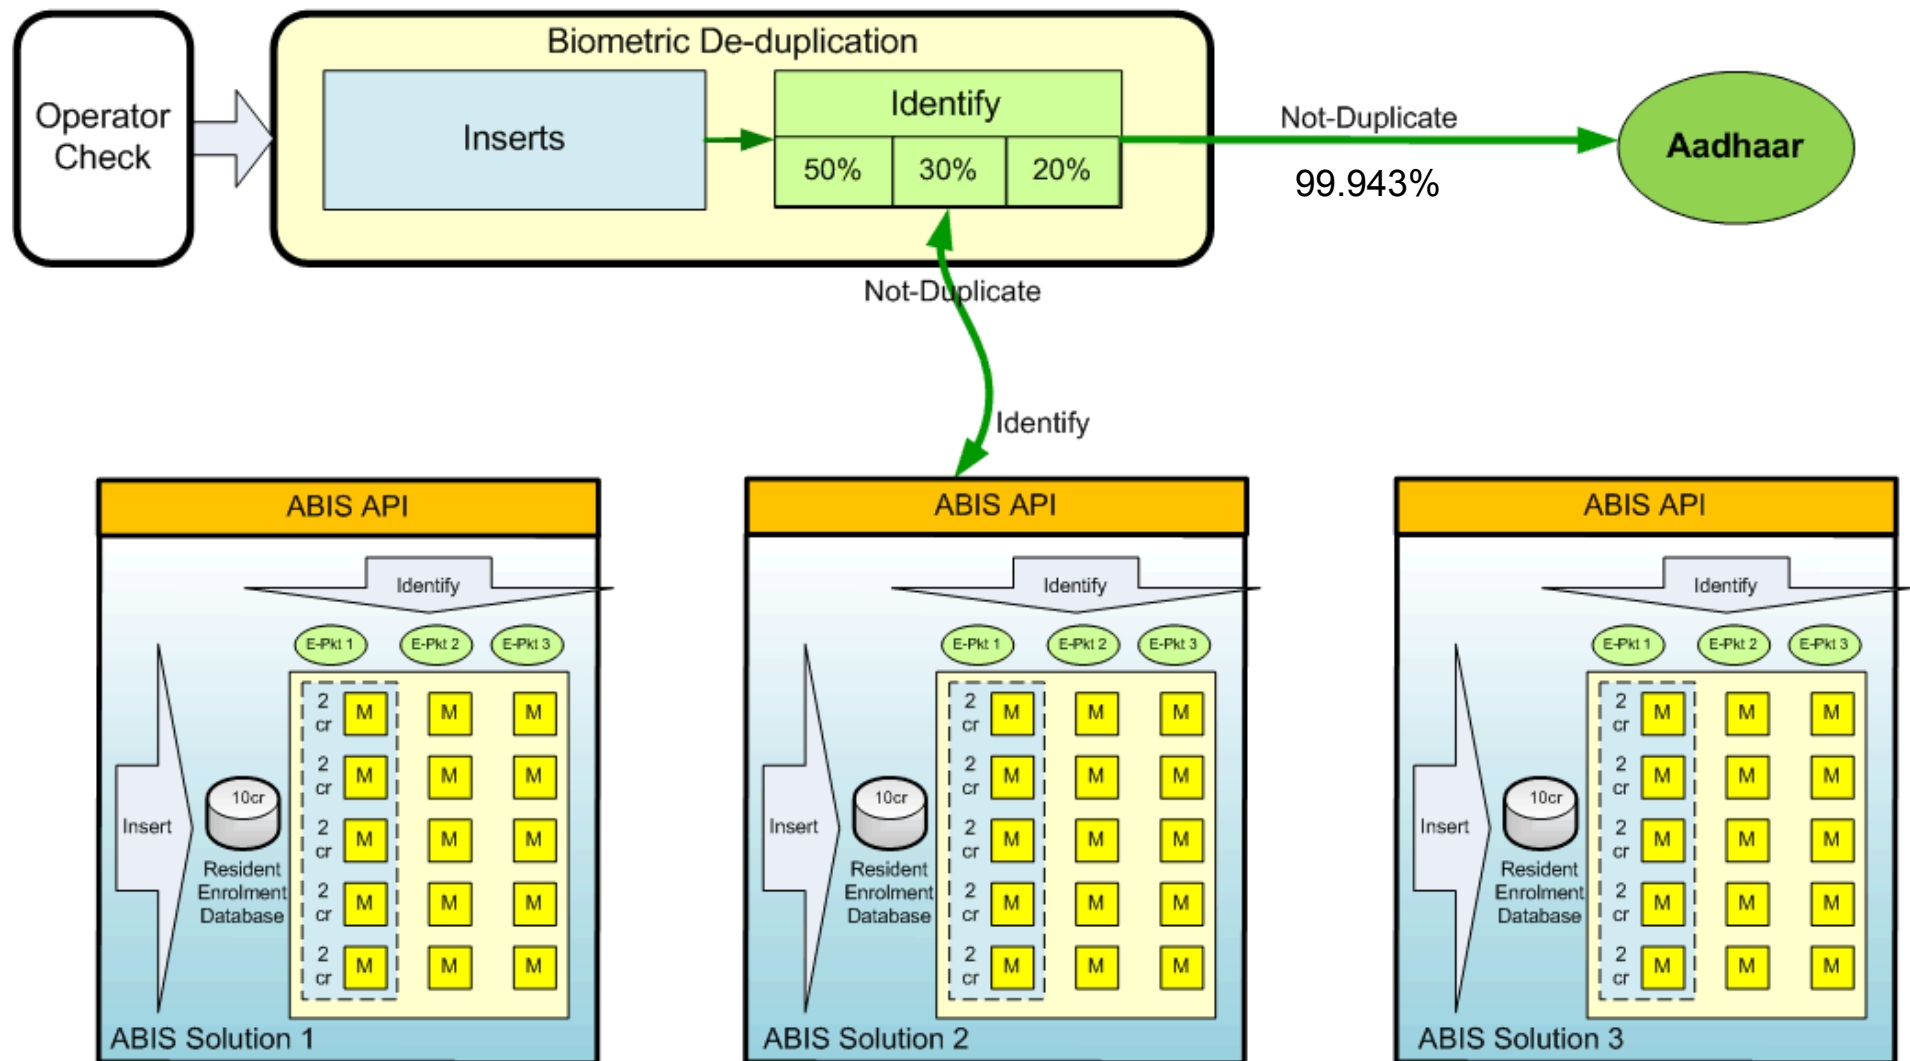 Biometric De-duplication
Operator
Check
Inserts
Identify
50%
30%
20%
Not-Duplicate
99.943%
Aadhaar
Not-Duplicate
Identify
ABIS API
Identify
E-Pkt 1
E-Pkt 2
E-Pkt 3
2
cr
M
M
M
2
cr
M
M
M
2
cr
M
M
M
2
cr
M
M
M
2
cr
M
M
M
Insert
10cr
Resident
Enrolment
Database
ABIS Solution 1
ABIS API
Identify
E-Pkt 1
E-Pkt 2
E-Pkt 3
2
cr
M
M
M
2
cr
M
M
M
2
cr
M
M
M
2
cr
M
M
M
2
cr
M
M
M
Insert
10cr
Resident
Enrolment
Database
ABIS Solution 2
ABIS API
Identify
E-Pkt 1
E-Pkt 2
E-Pkt 3
2
cr
M
M
M
2
cr
M
M
M
2
cr
M
M
M
2
cr
M
M
M
2
cr
M
M
M
Insert
10cr
Resident
Enrolment
Database
ABIS Solution 3